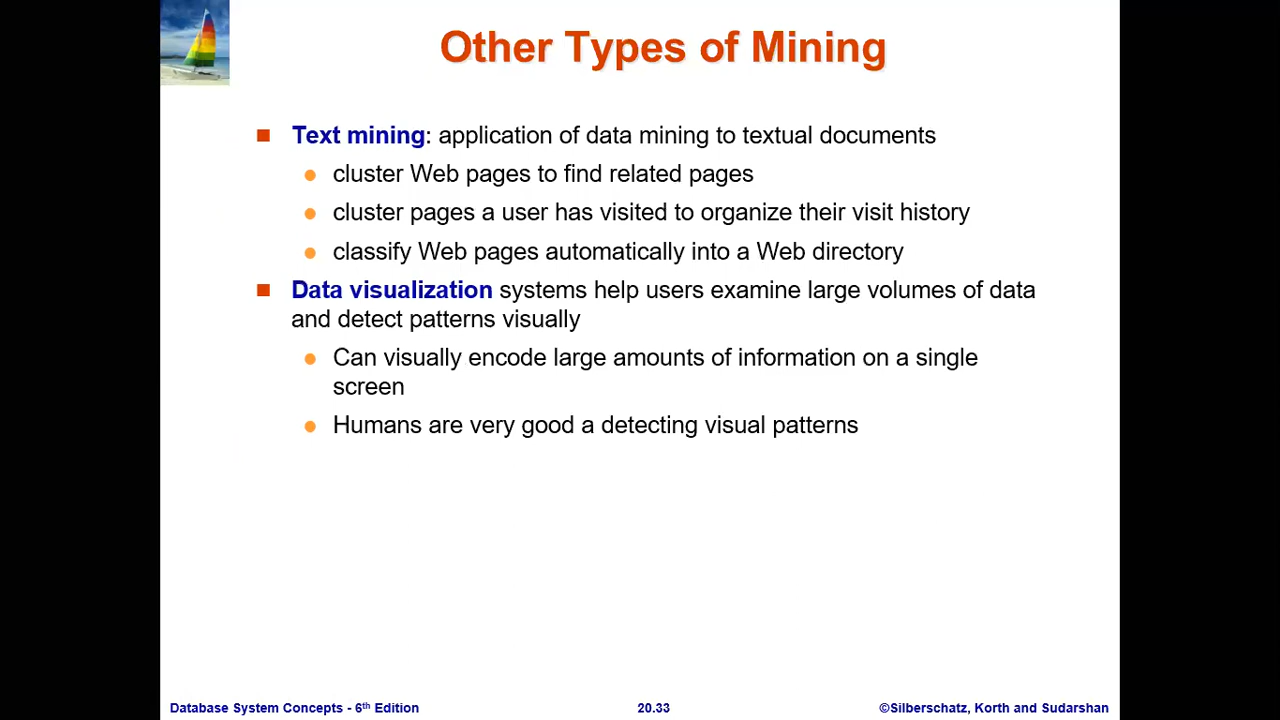 Other Types of Mining
Text mining: application of data mining to textual documents
cluster Web pages to find related pages
cluster pages a user has visited to organize their visit history
classify Web pages automatically into a Web directory
Data visualization systems help users examine large volumes of data
and detect patterns visually
Can visually encode large amounts of information on a single
screen
Humans are very good a detecting visual patterns
Database System Concepts - 6th Edition
20.33
©Silberschatz, Korth and Sudarshan